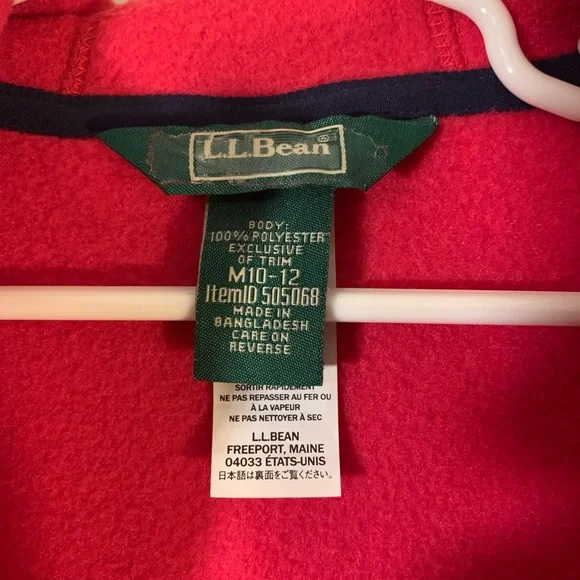 L.L.Bean®
BODY:
100% POLYESTER
EXCLUSIVE
OF TRIM
M10-12
ItemID 505068
MADE IN
BANGLADESH
CARE ON
REVERSE
SORTIR RAPIDEMENT
NE PAS REPASSER AU FER OU
À LA VAPEUR
NE PAS NETTOYER À SEC
L.L.BEAN
FREEPORT, MAINE
04033 ÉTATS-UNIS
日本語は裏面をご覧ください。